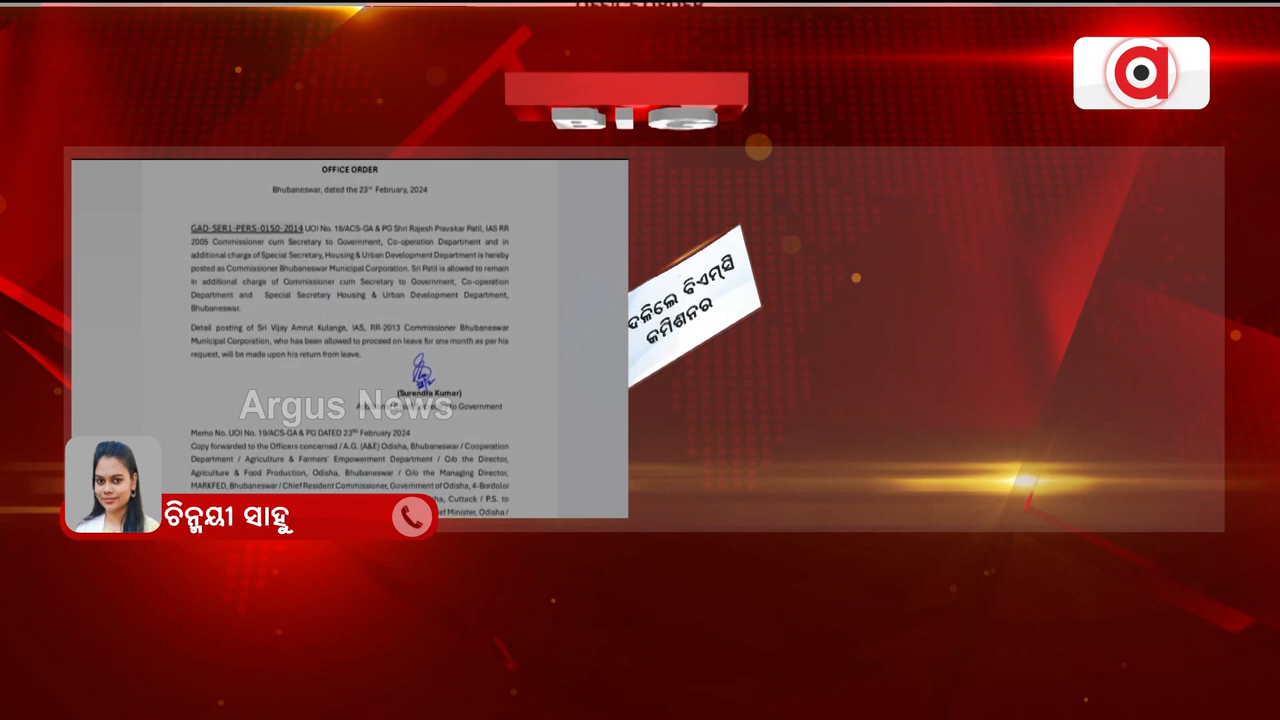 OFFICE ORDER
BIG
OFFICE ORDER
Bhubaneswar, dated the 23rd February, 2024
GAD-SER1-PERS-0150-2014 UOI No. 18/ACS-GA & PG Shri Rajesh Pravakar Patil, IAS RR
2005 Commissioner cum Secretary to Government, Co-operation Department and in
additional charge of Special Secretary, Housing & Urban Development Department is hereby
posted as Commissioner Bhubaneswar Municipal Corporation. Sri Patil is allowed to remain
in additional charge of Commissioner cum Secretary to Government, Co-operation
Department and Special Secretary Housing & Urban Development Department,
Bhubaneswar.
Detail posting of Sri Vijay Amrut Kulange, IAS, RR-2013 Commissioner Bhubaneswar
Municipal Corporation, who has been allowed to proceed on leave for one month as per his
request, will be made upon his return from leave.
(Surendra Kumar)
to Government
Argus News
Memo No. UOI No. 19/ACS-GA & PG DATED 23RD February 2024
Copy forwarded to the Officers concerned / A.G. (A&E) Odisha, Bhubaneswar / Cooperation
Department / Agriculture & Farmers' Empowerment Department / O/o the Director,
Agriculture & Food Production, Odisha, Bhubaneswar / O/o the Managing Director,
MARKFED, Bhubaneswar / Chief Resident Commissioner, Government of Odisha, 4-Bordoloi
Cuttack / P.S. to
Minister, Odisha /
ଦଳିଲେ ବିଏମ୍‌ସି
କମିଶନର
ଚିନ୍ମୟୀ ସାହୁ